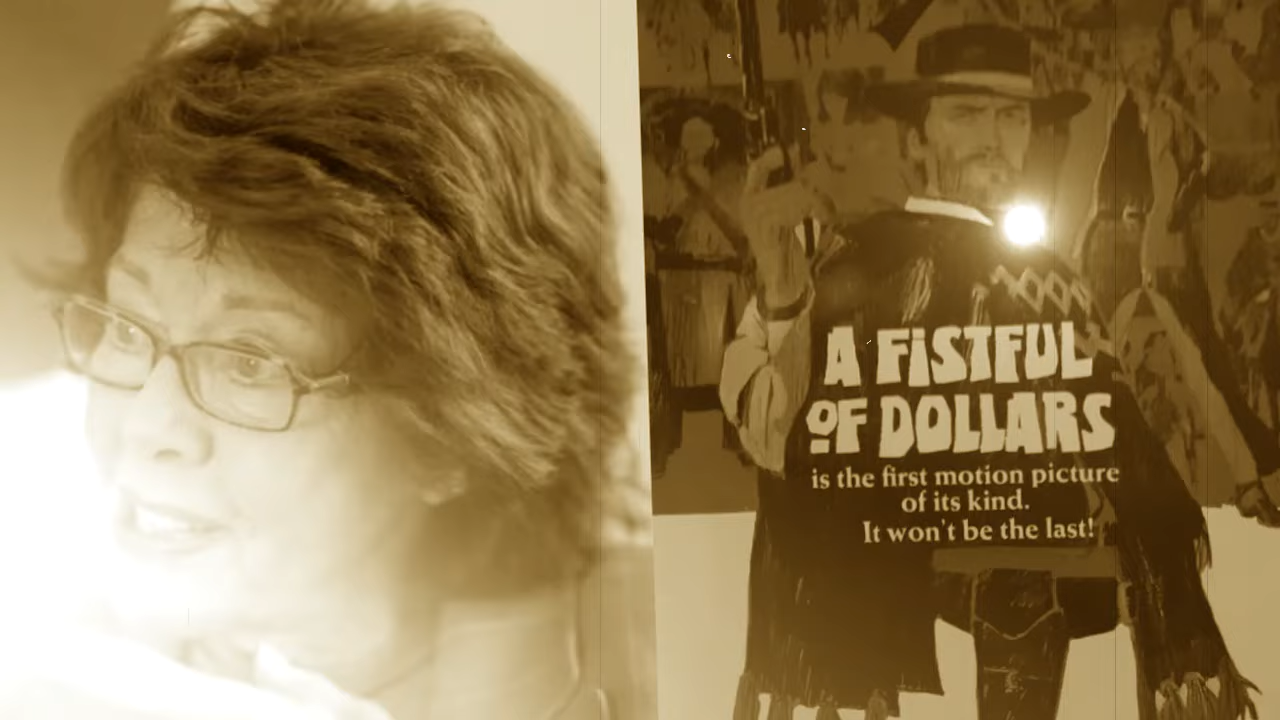 A FiSTFUL
OF DOLLARS
is the first motion picture
of its kind.
It won't be the last!